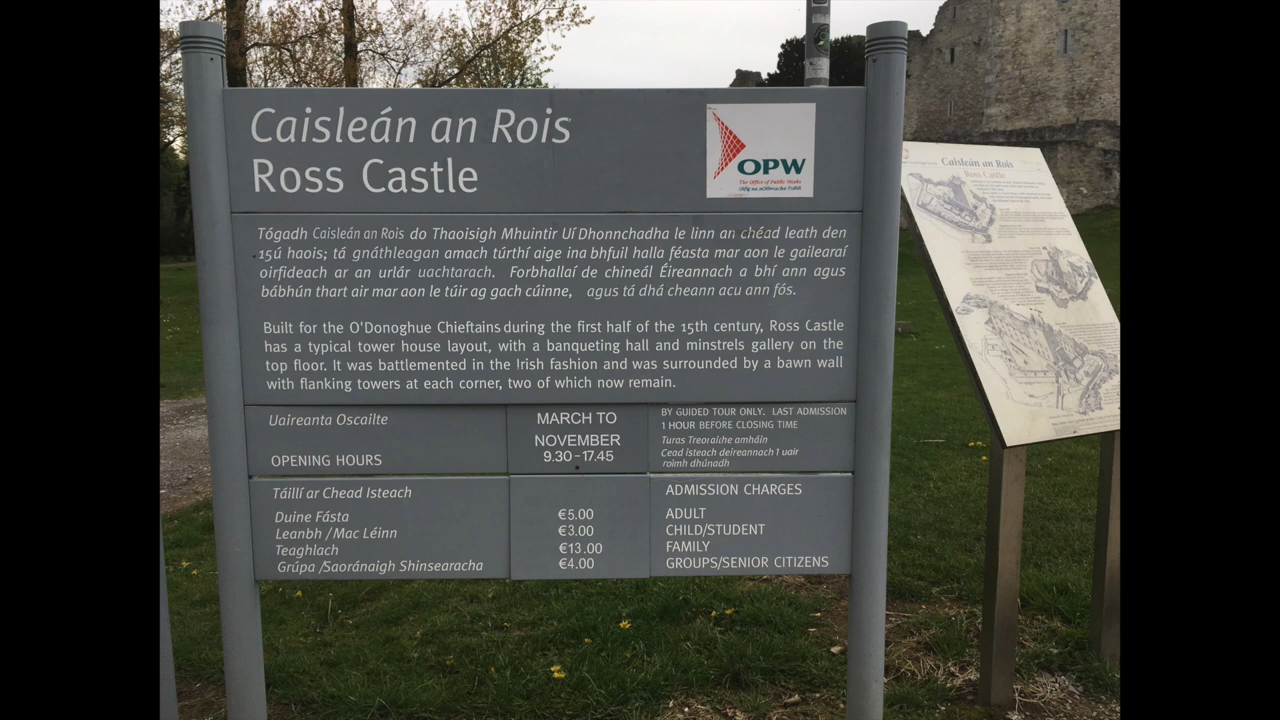 Caisleán an Rois
Ross Castle
OPW
The Office of Public Works
Oifig na nOibreacha Poiblí
Tógadh Caisleán an Rois do Thaoisigh Mhuintir Uí Dhonnchadha le linn an chéad leath den
15ú haois; tá gnáthleagan amach túrthí aige ina bhfuil halla féasta mar aon le gailearaí
oirfideach ar an urlár uachtarach. Forbhallaí de chineál Éireannach a bhí ann agus
bábhún thart air mar aon le túir ag gach cúinne, agus tá dhá cheann acu ann fós.
Built for the O'Donoghue Chieftains during the first half of the 15th century, Ross Castle
has a typical tower house layout, with a banqueting hall and minstrels gallery on the
top floor. It was battlemented in the Irish fashion and was surrounded by a bawn wall
with flanking towers at each corner, two of which now remain.
Uaireanta Oscailte
OPENING HOURS
MARCH TO
NOVEMBER
9.30 - 17.45
BY GUIDED TOUR ONLY. LAST ADMISSION
1 HOUR BEFORE CLOSING TIME
Turas Treoraithe amháin
Cead isteach deireannach 1 uair
roimh dhúnadh
Táillí ar Chead Isteach
ADMISSION CHARGES
Duine Fásta €5.00 ADULT
Leanbh /Mac Léinn €3.00 CHILD/STUDENT
Teaghlach €13.00 FAMILY
Grúpa /Saoránaigh Shinsearacha €4.00 GROUPS/SENIOR CITIZENS
Caisleán an Rois
Ross Castle